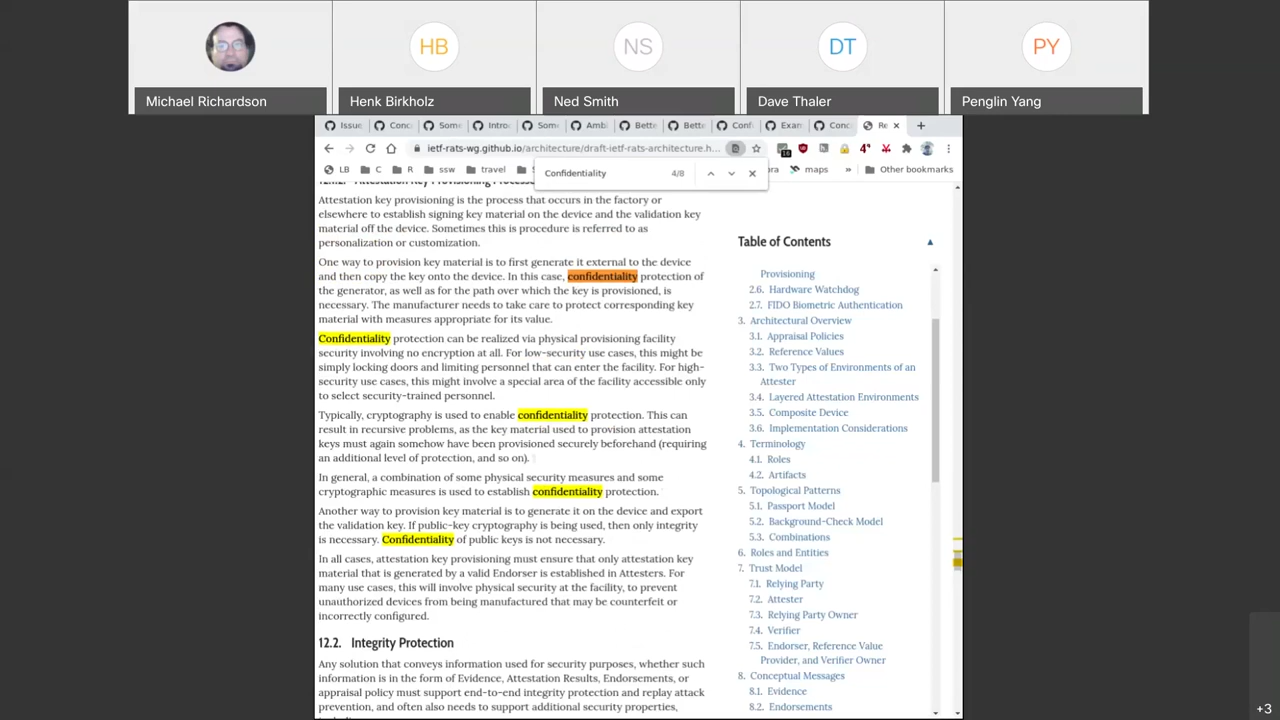 HB
NS
DT
PY
Michael Richardson
Henk Birkholz
Ned Smith
Dave Thaler
Penglin Yang
Issue
Conc
Som
Intro
Som
Ambi
Bette
Bette
Confi
Exam
Conc
Re
ietf-rats-wg.github.io/architecture/draft-ietf-rats-architecture.h...
LB
C
R
ssw
travel
maps
»
Other bookmarks
Confidentiality
4/8
Attestation key provisioning is the process that occurs in the factory or
elsewhere to establish signing key material on the device and the validation key
material off the device. Sometimes this is procedure is referred to as
personalization or customization.
One way to provision key material is to first generate it external to the device
and then copy the key onto the device. In this case, confidentiality protection of
the generator, as well as for the path over which the key is provisioned, is
necessary. The manufacturer needs to take care to protect corresponding key
material with measures appropriate for its value.
Confidentiality protection can be realized via physical provisioning facility
security involving no encryption at all. For low-security use cases, this might be
simply locking doors and limiting personnel that can enter the facility. For high-
security use cases, this might involve a special area of the facility accessible only
to select security-trained personnel.
Typically, cryptography is used to enable confidentiality protection. This can
result in recursive problems, as the key material used to provision attestation
keys must again somehow have been provisioned securely beforehand (requiring
an additional level of protection, and so on).
In general, a combination of some physical security measures and some
cryptographic measures is used to establish confidentiality protection.
Another way to provision key material is to generate it on the device and export
the validation key. If public-key cryptography is being used, then only integrity
is necessary. Confidentiality of public keys is not necessary.
In all cases, attestation key provisioning must ensure that only attestation key
material that is generated by a valid Endorser is established in Attesters. For
many use cases, this will involve physical security at the facility, to prevent
unauthorized devices from being manufactured that may be counterfeit or
incorrectly configured.
12.2. Integrity Protection
Any solution that conveys information used for security purposes, whether such
information is in the form of Evidence, Attestation Results, Endorsements, or
appraisal policy must support end-to-end integrity protection and replay attack
prevention, and often also needs to support additional security properties,
Table of Contents
Provisioning
2.6. Hardware Watchdog
2.7. FIDO Biometric Authentication
3. Architectural Overview
3.1. Appraisal Policies
3.2. Reference Values
3.3. Two Types of Environments of an
Attester
3.4. Layered Attestation Environments
3.5. Composite Device
3.6. Implementation Considerations
4. Terminology
4.1. Roles
4.2. Artifacts
5. Topological Patterns
5.1. Passport Model
5.2. Background-Check Model
5.3. Combinations
6. Roles and Entities
7. Trust Model
7.1. Relying Party
7.2. Attester
7.3. Relying Party Owner
7.4. Verifier
7.5. Endorser, Reference Value
Provider, and Verifier Owner
8. Conceptual Messages
8.1. Evidence
8.2. Endorsements
+3